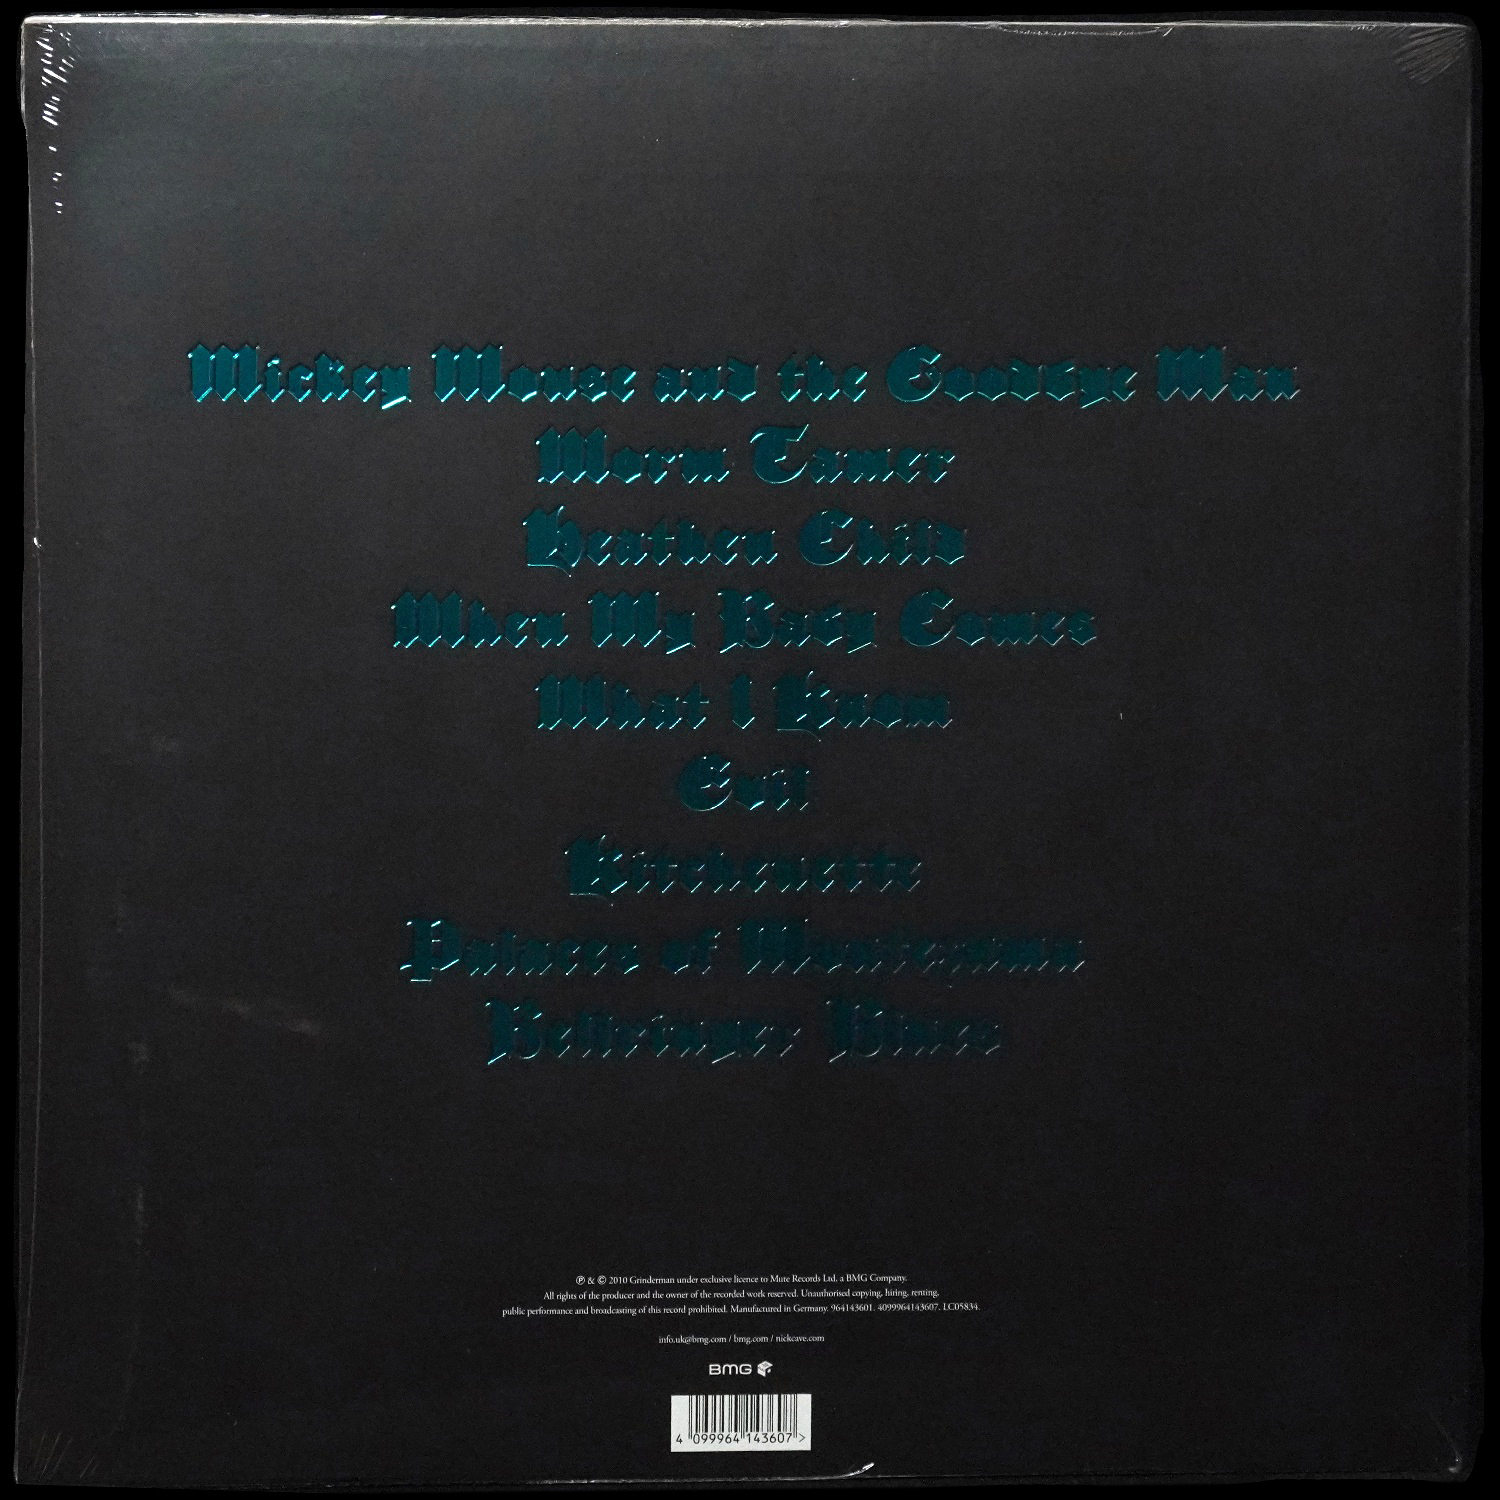 Mickey Mouse and the Goodbye Man
Worm Tamer
Heathen Child
When My Baby Comes
What I Know
Evil
Kitchenette
Palaces of Montezuma
Bellringer Blues
℗ & © 2010 Grinderman under exclusive licence to Mute Records Ltd, a BMG Company.
All rights of the producer and the owner of the recorded work reserved. Unauthorised copying, hiring, renting,
public performance and broadcasting of this record prohibited. Manufactured in Germany. 964143601. 4099964143607. LC05834.
info.uk@bmg.com / bmg.com / nickcave.com
BMG
4 099964 143607 >